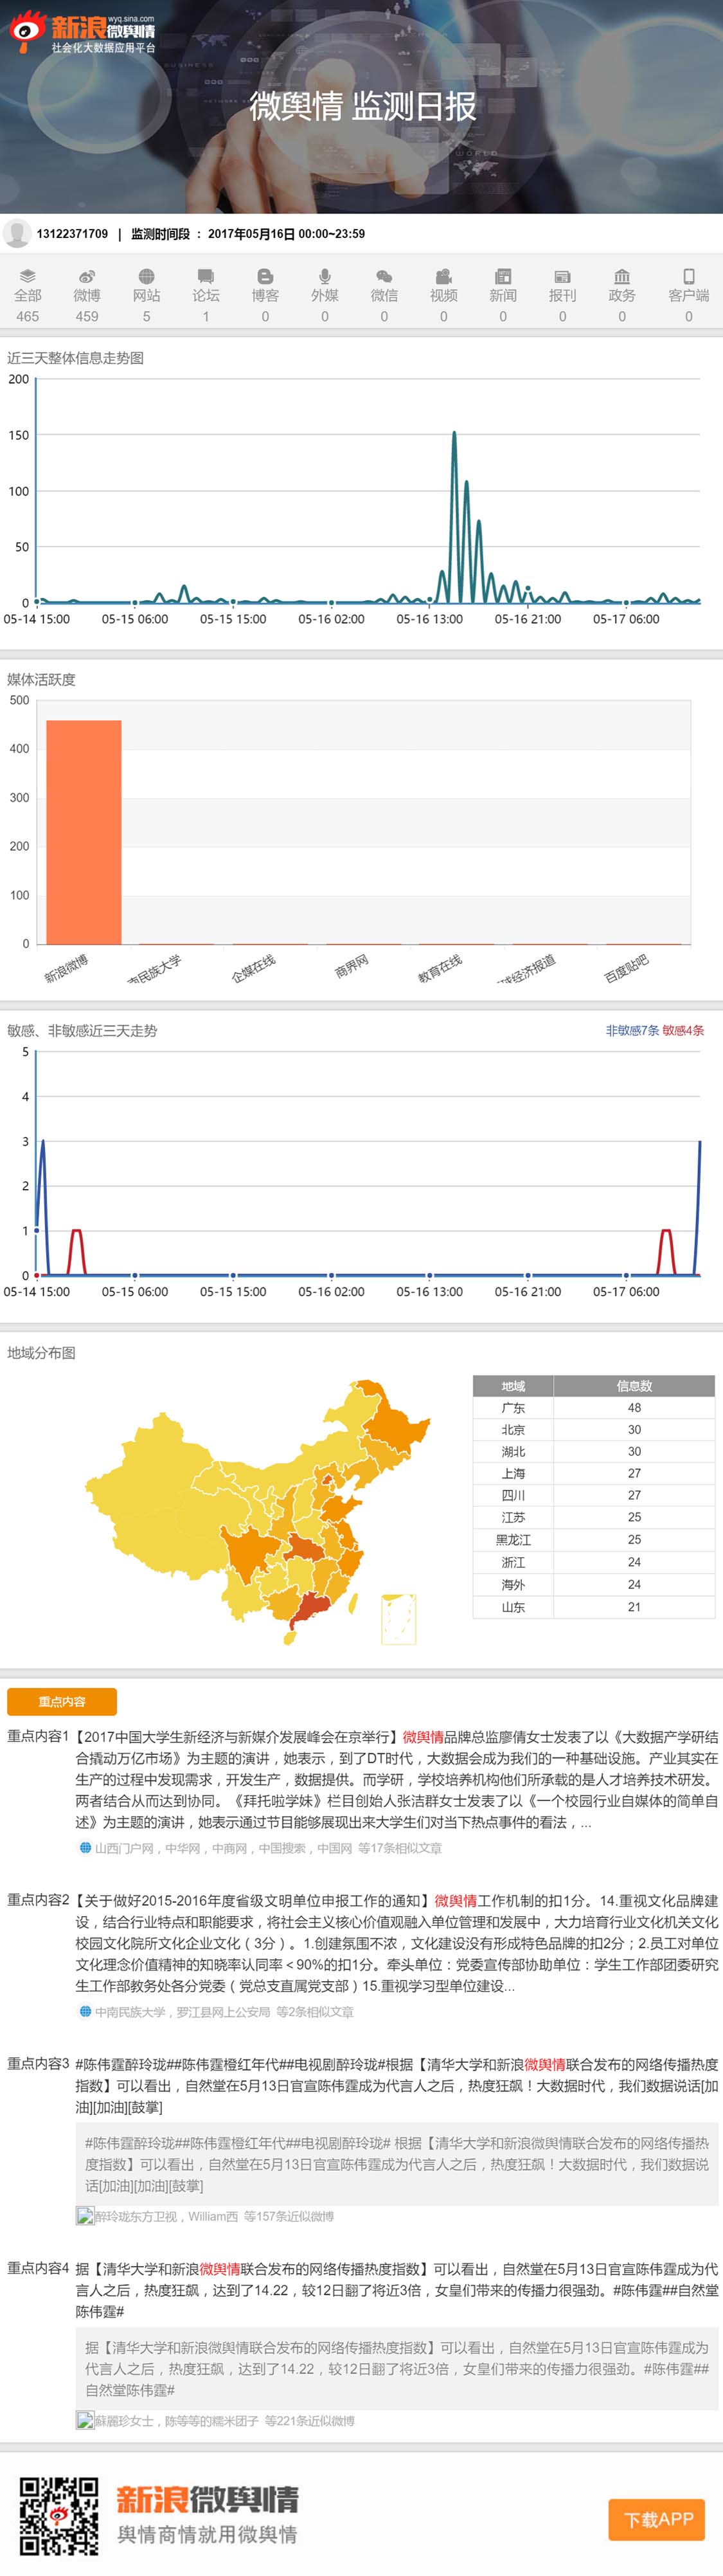 新浪微舆情 wyq.sina.com
社会化大数据应用平台
微舆情 监测日报
13122371709 | 监测时间段 : 2017年05月16日 00:00~23:59
全部 微博 网站 论坛 博客 外媒 微信 视频 新闻 报刊 政务 客户端
465 459 5 1 0 0 0 0 0 0 0 0
近三天整体信息走势图
200
150
100
50
0
05-14 15:00 05-15 06:00 05-15 15:00 05-16 02:00 05-16 13:00 05-16 21:00 05-17 06:00
媒体活跃度
500
400
300
200
100
0
新浪微博 南民族大学 企媒在线 商界网 教育在线 球经济报道 百度贴吧
敏感、非敏感近三天走势 非敏感7条 敏感4条
5
4
3
2
1
0
05-14 15:00 05-15 06:00 05-15 15:00 05-16 02:00 05-16 13:00 05-16 21:00 05-17 06:00
地域分布图
地域 信息数
广东 48
北京 30
湖北 30
上海 27
四川 27
江苏 25
黑龙江 25
浙江 24
海外 24
山东 21
重点内容
重点内容1 【2017中国大学生新经济与新媒介发展峰会在京举行】微舆情品牌总监廖倩女士发表了以《大数据产学研结
合撬动万亿市场》为主题的演讲，她表示，到了DT时代，大数据会成为我们的一种基础设施。产业其实在
生产的过程中发现需求，开发生产，数据提供。而学研，学校培养机构他们所承载的是人才培养技术研发。
两者结合从而达到协同。《拜托啦学妹》栏目创始人张洁群女士发表了以《一个校园行业自媒体的简单自
述》为主题的演讲，她表示通过节目能够展现出来大学生们对当下热点事件的看法，...
山西门户网，中华网，中商网，中国搜索，中国网 等17条相似文章
重点内容2 【关于做好2015-2016年度省级文明单位申报工作的通知】微舆情工作机制的扣1分。14.重视文化品牌建
设，结合行业特点和职能要求，将社会主义核心价值观融入单位管理和发展中，大力培育行业文化机关文化
校园文化院所文化企业文化（3分）。1.创建氛围不浓，文化建设没有形成特色品牌的扣2分；2.员工对单位
文化理念价值精神的知晓率认同率＜90%的扣1分。牵头单位：党委宣传部协助单位：学生工作部团委研究
生工作部教务处各分党委（党总支直属党支部）15.重视学习型单位建设...
中南民族大学，罗江县网上公安局 等2条相似文章
重点内容3 #陈伟霆醉玲珑##陈伟霆橙红年代##电视剧醉玲珑#根据【清华大学和新浪微舆情联合发布的网络传播热度
指数】可以看出，自然堂在5月13日官宣陈伟霆成为代言人之后，热度狂飙！大数据时代，我们数据说话[加
油][加油][鼓掌]
#陈伟霆醉玲珑##陈伟霆橙红年代##电视剧醉玲珑# 根据【清华大学和新浪微舆情联合发布的网络传播热
度指数】可以看出，自然堂在5月13日官宣陈伟霆成为代言人之后，热度狂飙！大数据时代，我们数据说
话[加油][加油][鼓掌]
醉玲珑东方卫视，William西 等157条近似微博
重点内容4 据【清华大学和新浪微舆情联合发布的网络传播热度指数】可以看出，自然堂在5月13日官宣陈伟霆成为代
言人之后，热度狂飙，达到了14.22，较12日翻了将近3倍，女皇们带来的传播力很强劲。#陈伟霆##自然堂
陈伟霆#
据【清华大学和新浪微舆情联合发布的网络传播热度指数】可以看出，自然堂在5月13日官宣陈伟霆成为
代言人之后，热度狂飙，达到了14.22，较12日翻了将近3倍，女皇们带来的传播力很强劲。#陈伟霆##
自然堂陈伟霆#
蘇麗珍女士，陈等等的糯米团子 等221条近似微博
新浪微舆情
舆情商情就用微舆情
下载APP